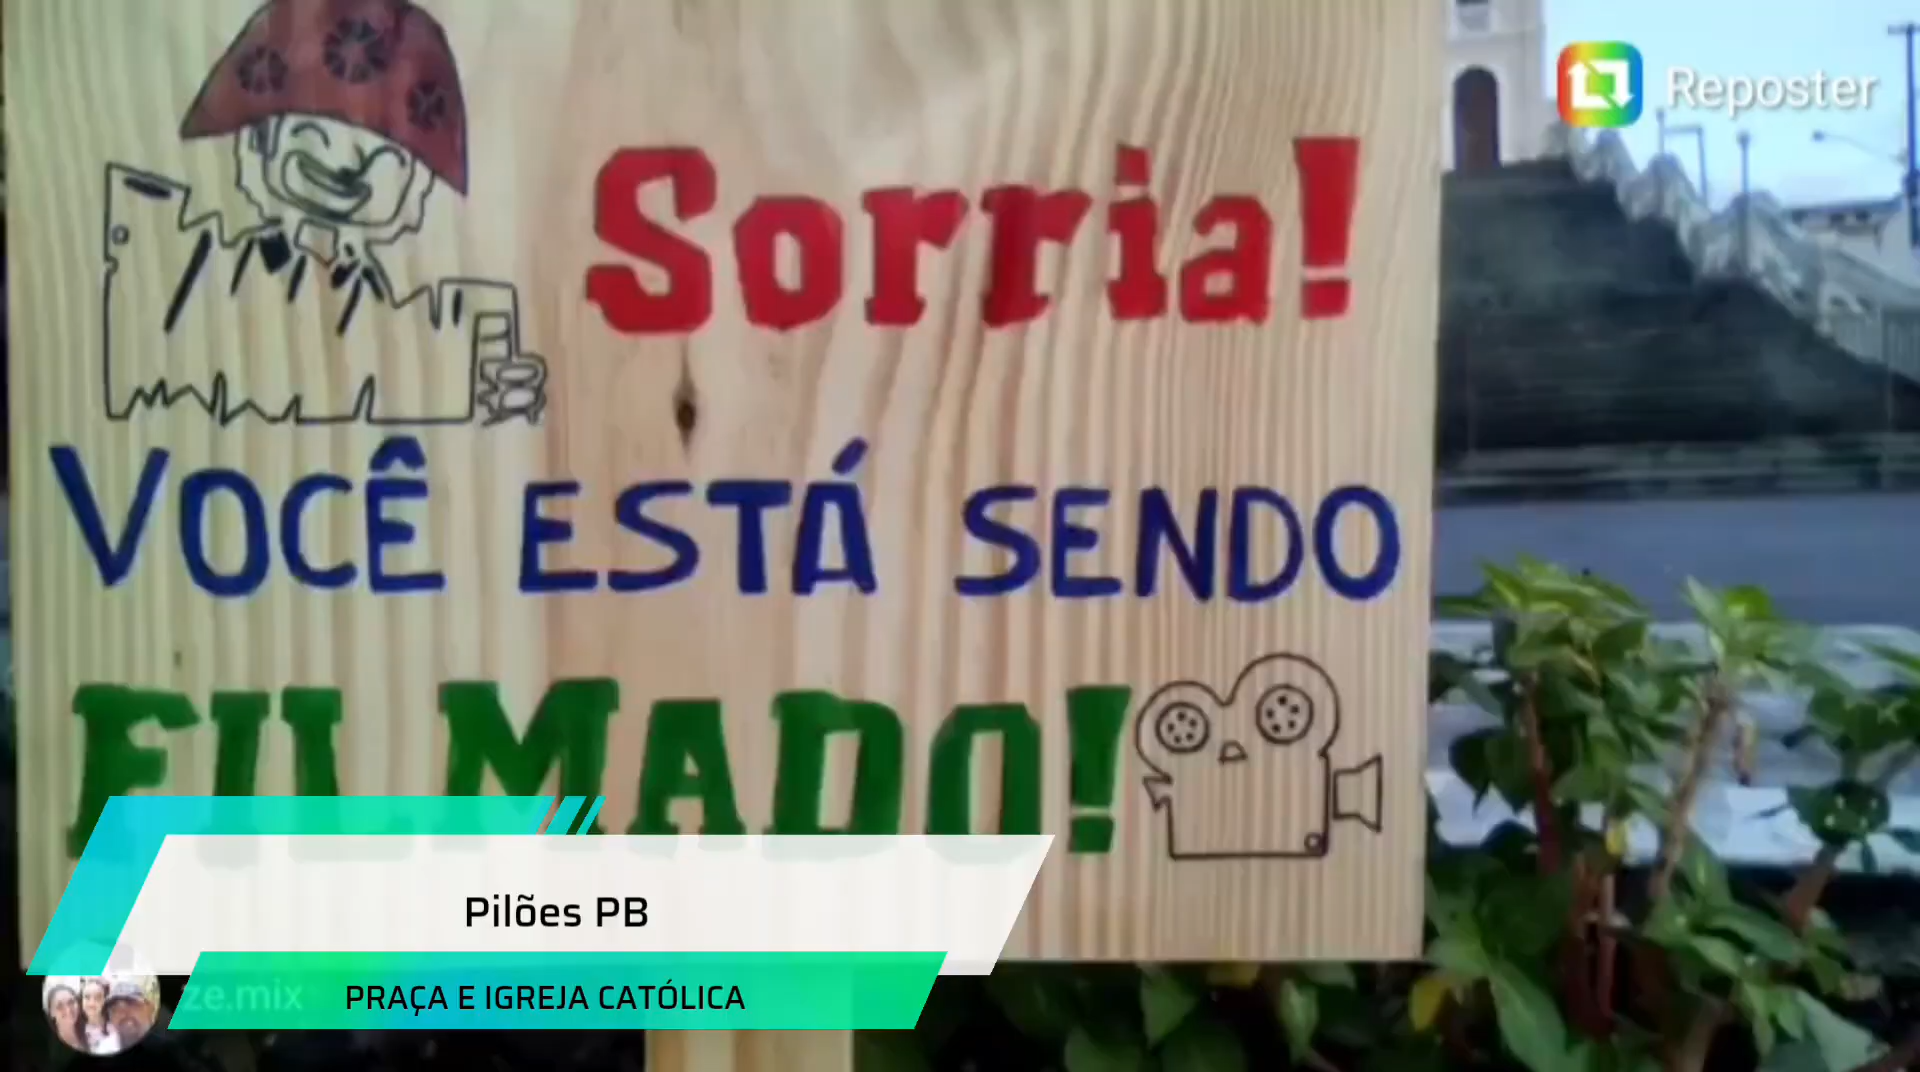 Reposter
Sorria!
VOCÊ ESTÁ SENDO
FILMADO!
Pilões PB
ze.mix
PRAÇA E IGREJA CATÓLICA